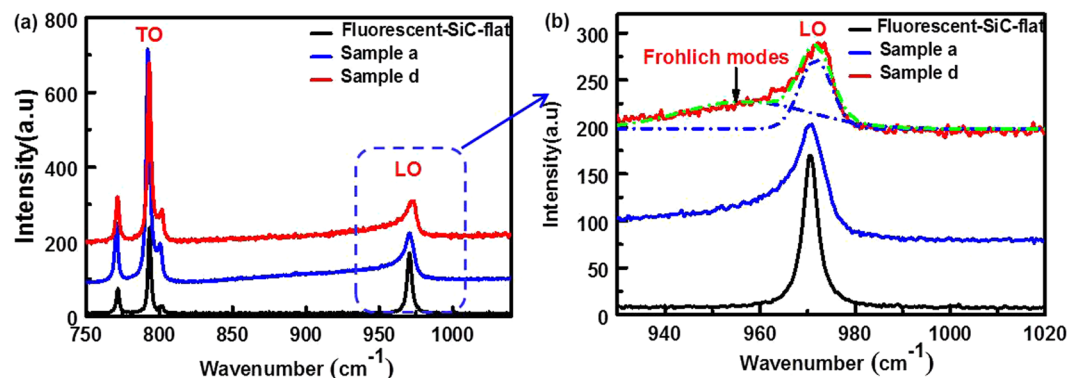 (a)
800
700
600
400
200
0
TO
Fluorescent-SiC-flat
Sample a
Sample d
LO
Intensity(a.u)
750 800 850 900 950 1000
Wavenumber (cm-1)
(b)
300
250
200
150
100
50
0
Fluorescent-SiC-flat
LO
Sample a
Sample d
Frohlich modes
Intensity(a.u)
940 960 980 1000 1020
Wavenumber (cm-1)